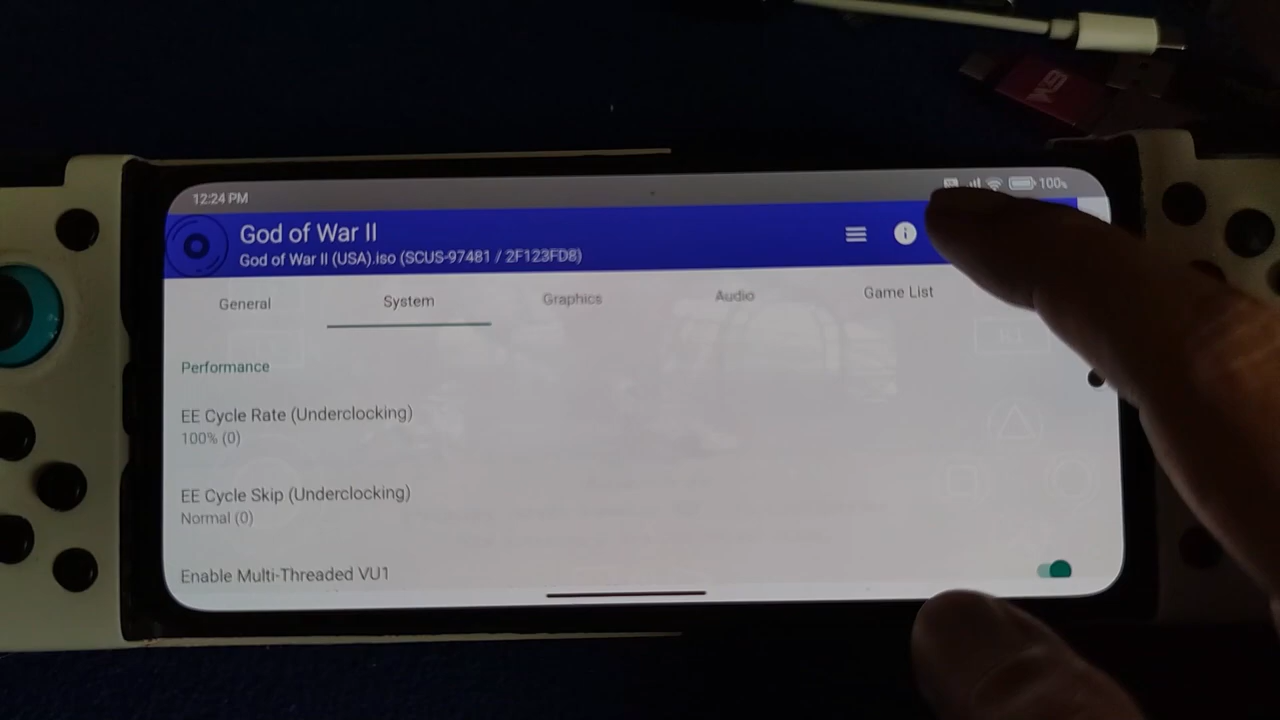 12:24 PM
100%
God of War II
God of War II (USA).iso (SCUS-97481 / 2F123FD8)
General
System
Graphics
Audio
Game List
Performance
EE Cycle Rate (Underclocking)
100% (0)
EE Cycle Skip (Underclocking)
Normal (0)
Enable Multi-Threaded VU1